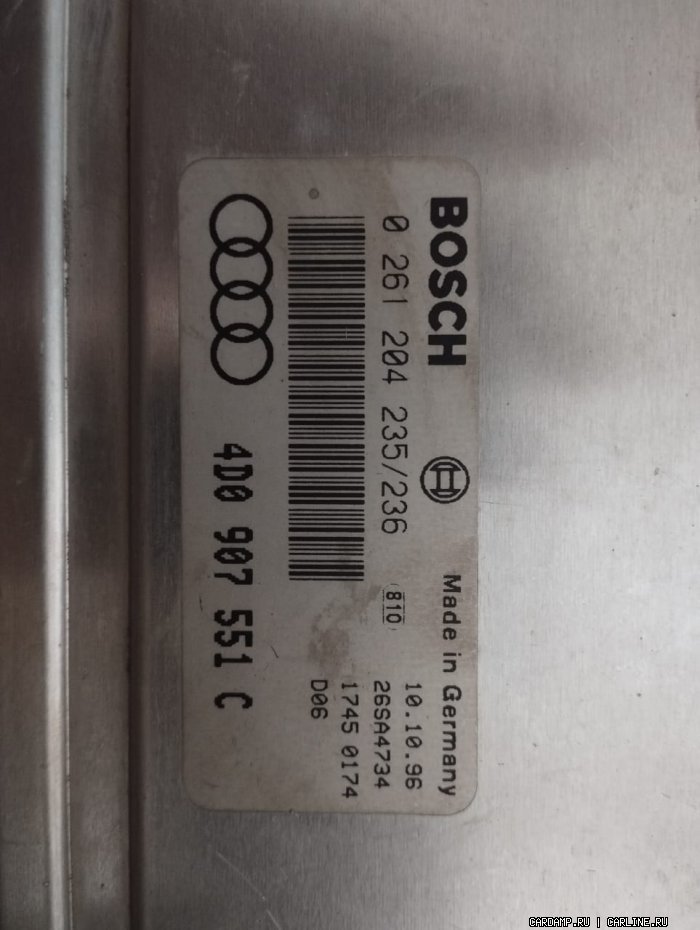 BOSCH
Made in Germany
0 261 204 235/236
810
10.10.96
26SA4734
1745 0174
D06
4D0 907 551 C
CARDAMP.RU | CARLINE.RU